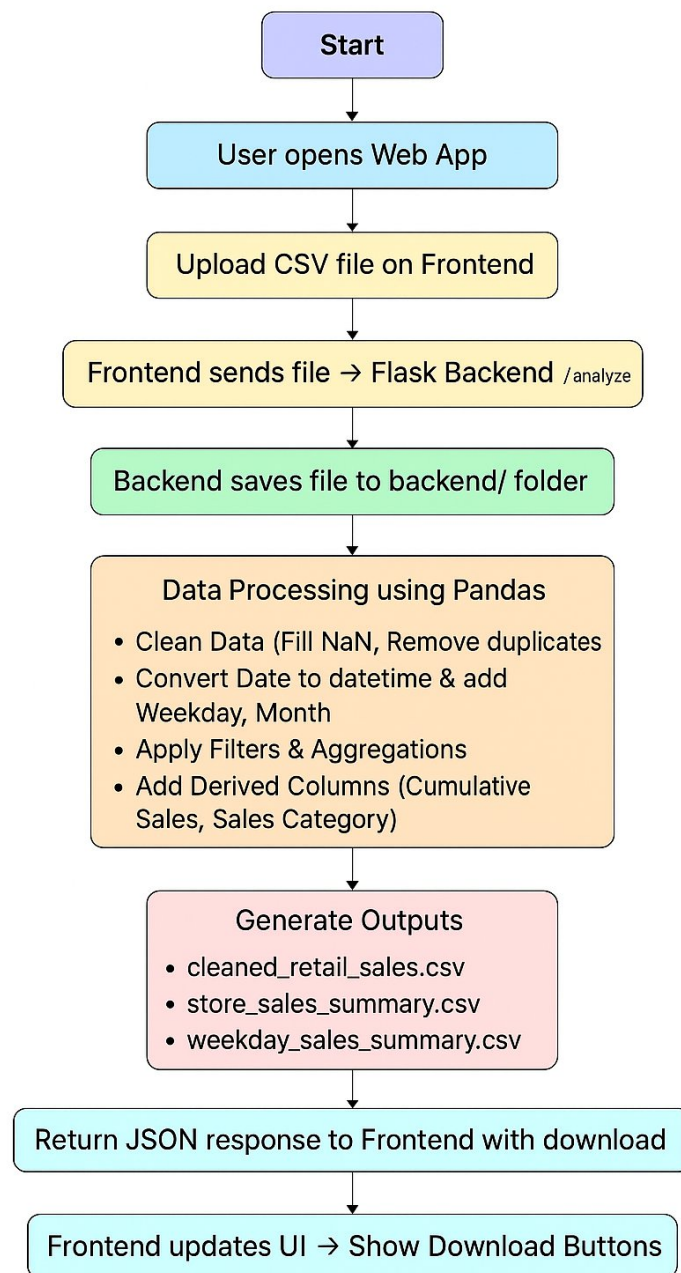 Start
User opens Web App
Upload CSV file on Frontend
Frontend sends file → Flask Backend /analyze
Backend saves file to backend/ folder
Data Processing using Pandas
• Clean Data (Fill NaN, Remove duplicates
• Convert Date to datetime & add
Weekday, Month
• Apply Filters & Aggregations
• Add Derived Columns (Cumulative
Sales, Sales Category)
Generate Outputs
• cleaned_retail_sales.csv
• store_sales_summary.csv
• weekday_sales_summary.csv
Return JSON response to Frontend with download
Frontend updates UI → Show Download Buttons